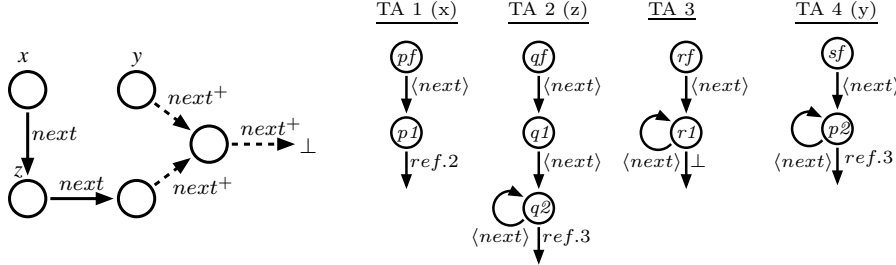 TA 1 (x) TA 2 (z) TA 3 TA 4 (y)
x y pf qf rf sf
next⁺ ⟨next⟩ ⟨next⟩ ⟨next⟩ ⟨next⟩
next next⁺ ⊥ p1 q1 r1 p2
z next next⁺ ref.2 ⟨next⟩ ⟨next⟩ ⊥ ⟨next⟩ ref.3
q2
⟨next⟩ ref.3